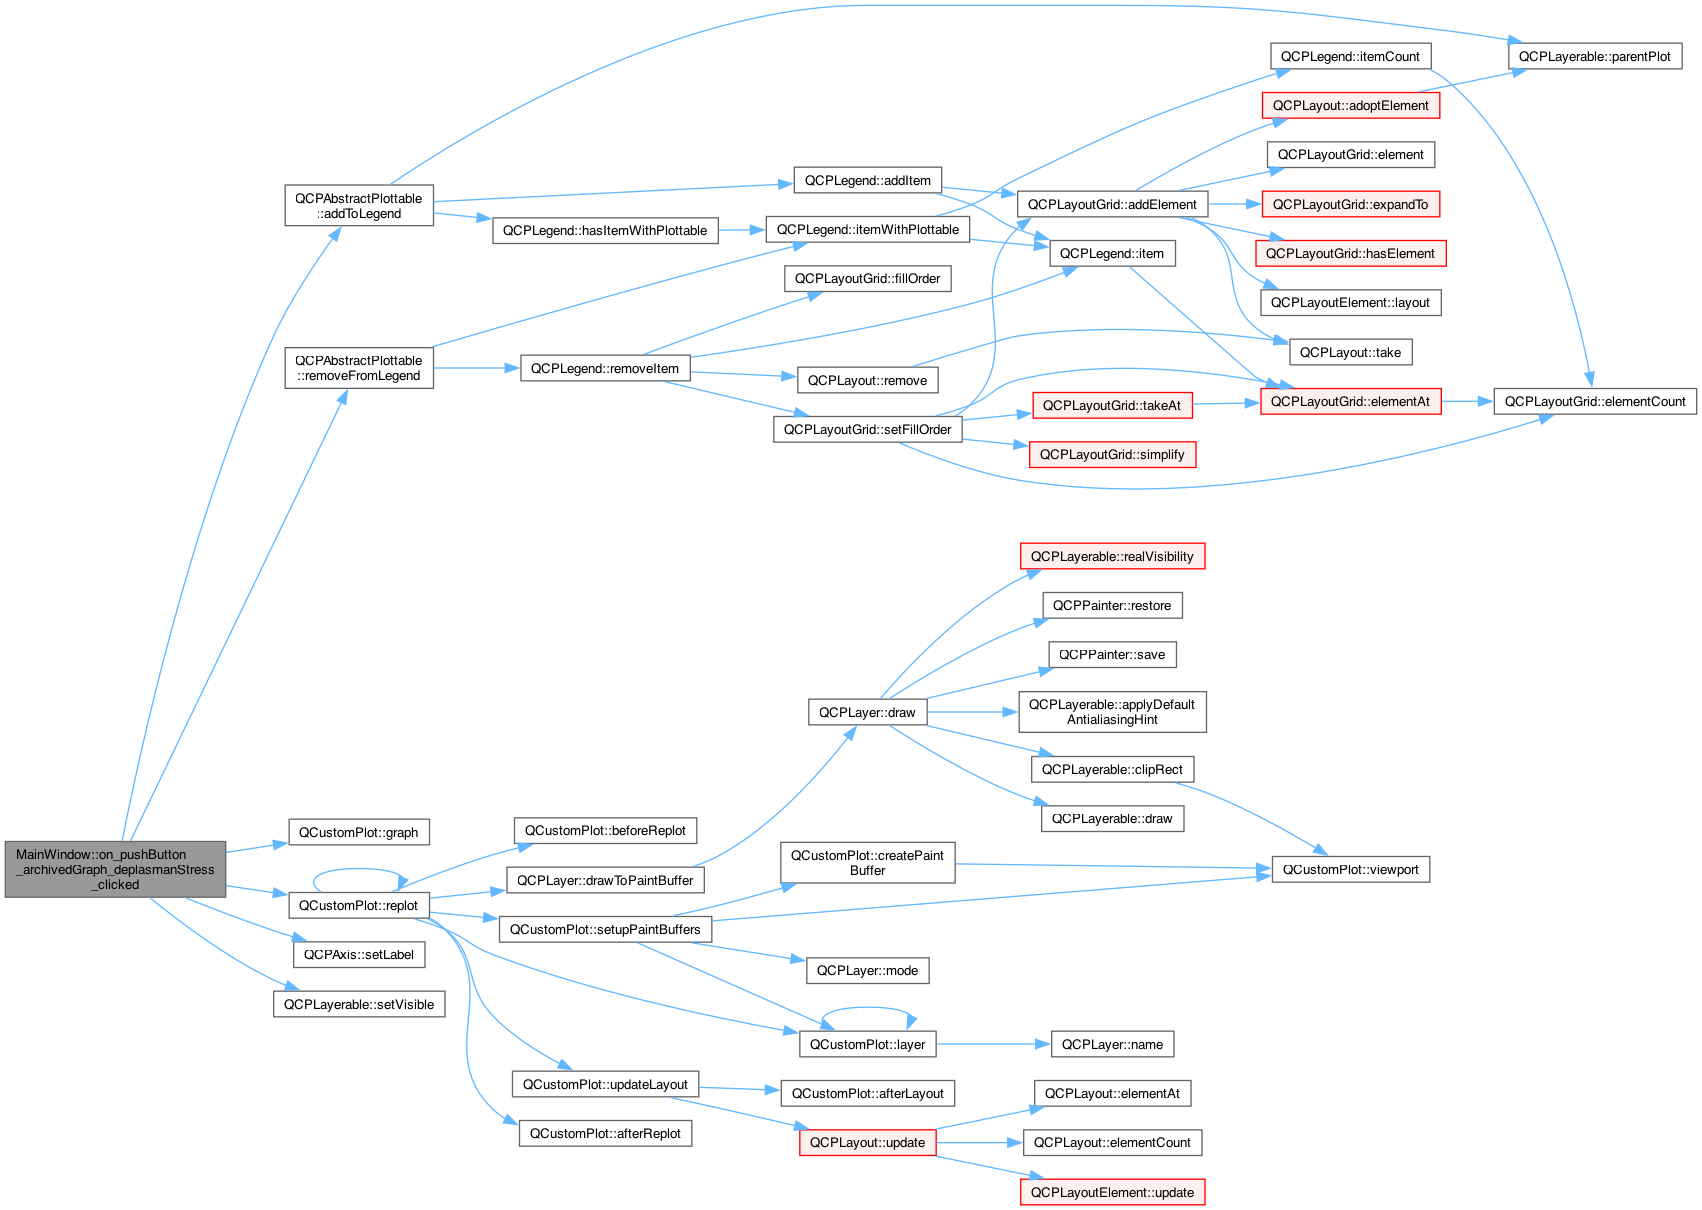 MainWindow::on_pushButton
_archivedGraph_deplasmanStress
_clicked
QCPAbstractPlottable
::addToLegend
QCPAbstractPlottable
::removeFromLegend
QCustomPlot::graph
QCustomPlot::replot
QCPAxis::setLabel
QCPLayerable::setVisible
QCPLegend::hasItemWithPlottable
QCPLegend::removeItem
QCustomPlot::beforeReplot
QCPLayer::drawToPaintBuffer
QCustomPlot::setupPaintBuffers
QCustomPlot::updateLayout
QCustomPlot::afterReplot
QCPLegend::addItem
QCPLegend::itemWithPlottable
QCPLayoutGrid::fillOrder
QCPLayout::remove
QCPLayoutGrid::setFillOrder
QCPLayer::draw
QCustomPlot::createPaint
Buffer
QCPLayer::mode
QCustomPlot::layer
QCustomPlot::afterLayout
QCPLayout::update
QCPLayoutGrid::addElement
QCPLegend::item
QCPLayoutGrid::takeAt
QCPLayoutGrid::simplify
QCPLayerable::realVisibility
QCPPainter::restore
QCPPainter::save
QCPLayerable::applyDefault
AntialiasingHint
QCPLayerable::clipRect
QCPLayerable::draw
QCPLayer::name
QCPLayout::elementAt
QCPLayout::elementCount
QCPLayoutElement::update
QCPLegend::itemCount
QCPLayout::adoptElement
QCPLayoutGrid::element
QCPLayoutGrid::expandTo
QCPLayoutGrid::hasElement
QCPLayoutElement::layout
QCPLayout::take
QCPLayoutGrid::elementAt
QCustomPlot::viewport
QCPLayerable::parentPlot
QCPLayoutGrid::elementCount